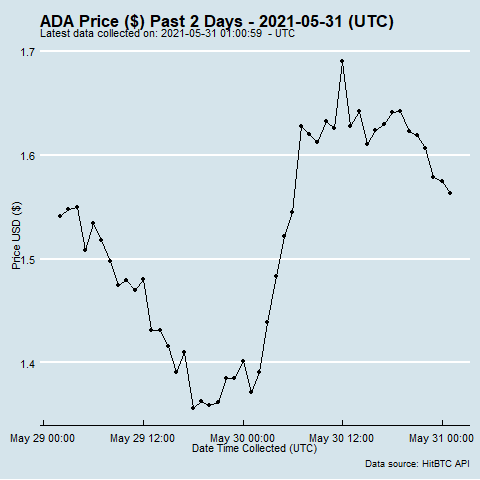 ADA Price ($) Past 2 Days - 2021-05-31 (UTC)
Latest data collected on: 2021-05-31 01:00:59 - UTC
1.7
1.6
1.5
1.4
Price USD ($)
May 29 00:00 May 29 12:00 May 30 00:00 May 30 12:00 May 31 00:00
Date Time Collected (UTC)
Data source: HitBTC API